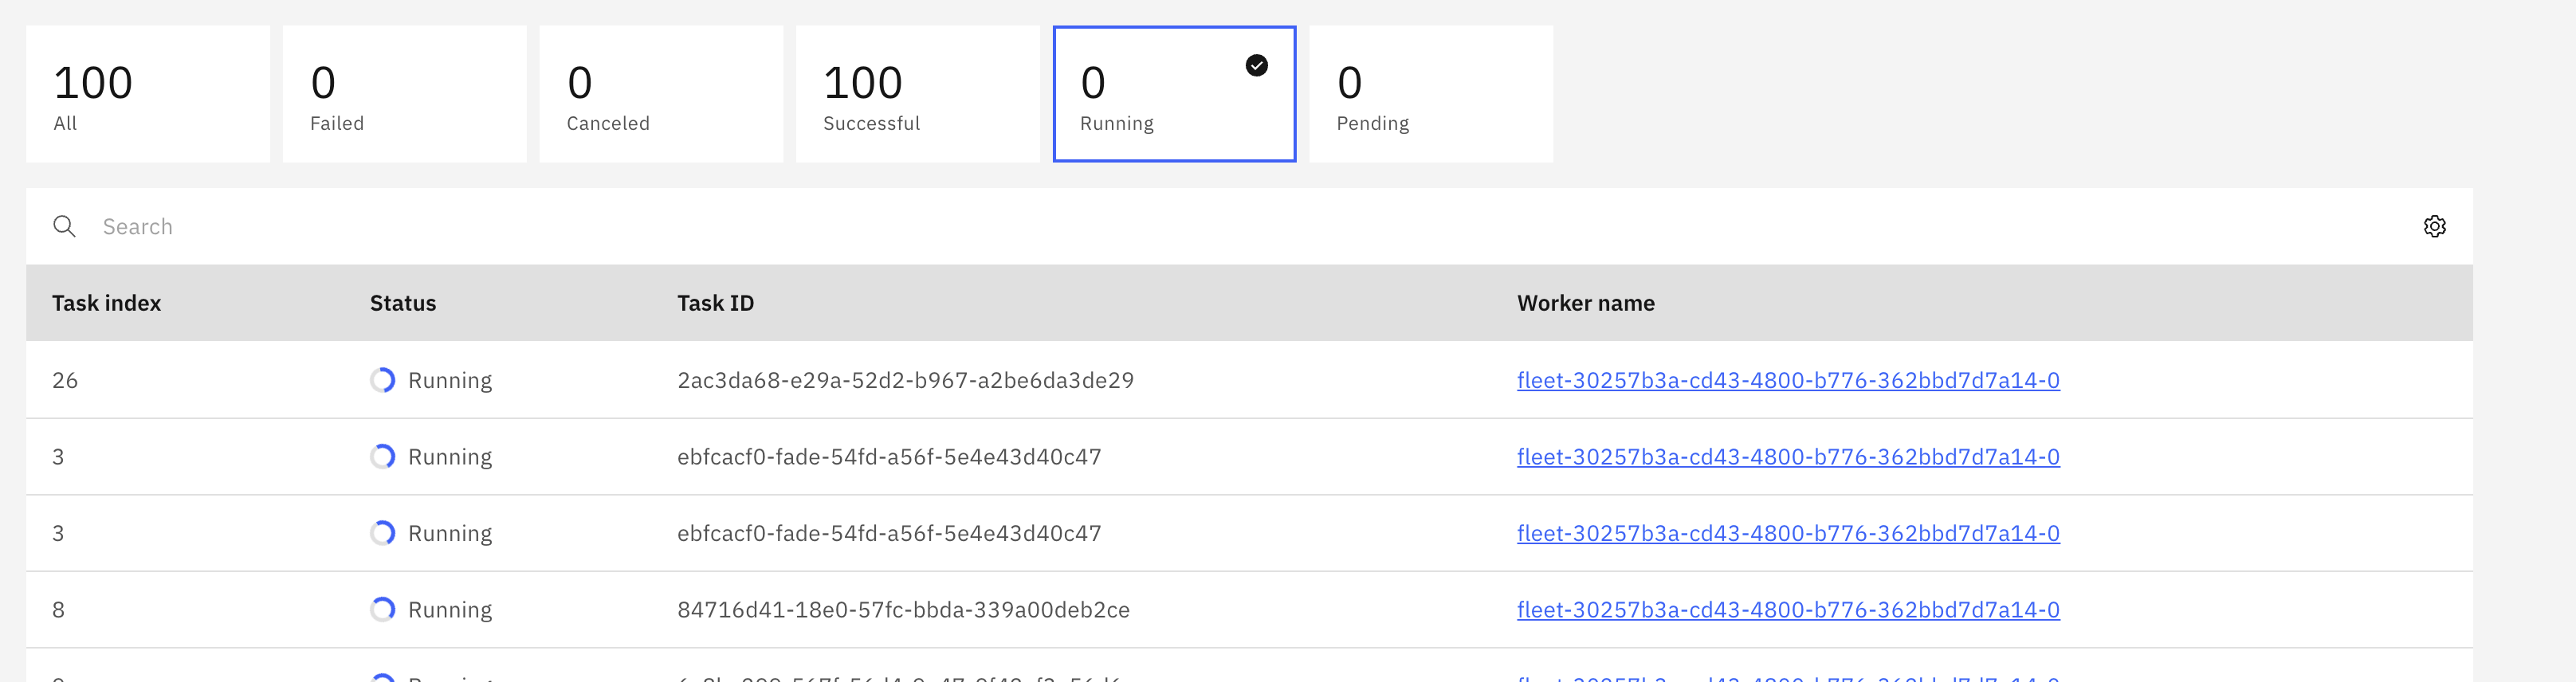 100 0 0 100 0 0
All Failed Canceled Successful Running Pending
Search
Task index Status Task ID Worker name
26 Running 2ac3da68-e29a-52d2-b967-a2be6da3de29 fleet-30257b3a-cd43-4800-b776-362bbd7d7a14-0
3 Running ebfcacf0-fade-54fd-a56f-5e4e43d40c47 fleet-30257b3a-cd43-4800-b776-362bbd7d7a14-0
3 Running ebfcacf0-fade-54fd-a56f-5e4e43d40c47 fleet-30257b3a-cd43-4800-b776-362bbd7d7a14-0
8 Running 84716d41-18e0-57fc-bbda-339a00deb2ce fleet-30257b3a-cd43-4800-b776-362bbd7d7a14-0